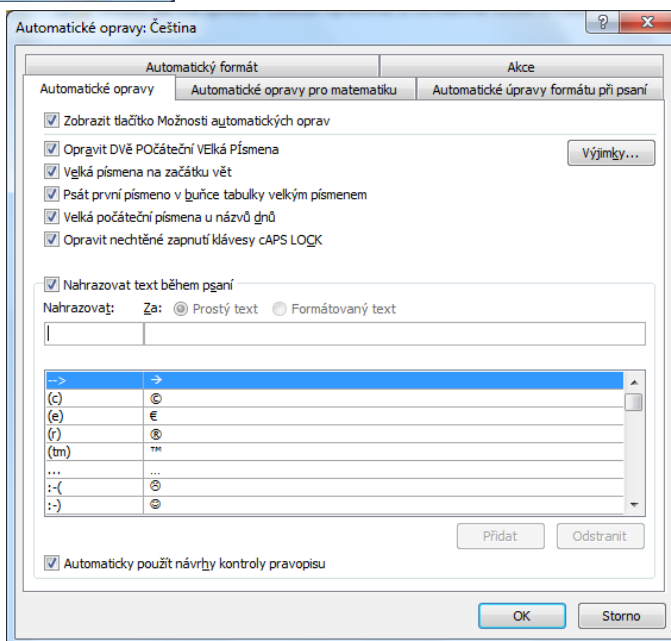 Automatické opravy: Čeština
Automatický formát Akce
Automatické opravy Automatické opravy pro matematiku Automatické úpravy formátu při psaní
Zobrazit tlačítko Možnosti automatických oprav
Opravit DVě POčáteční VElká PÍsmena
Výjimky...
Velká písmena na začátku vět
Psát první písmeno v buňce tabulky velkým písmenem
Velká počáteční písmena u názvů dnů
Opravit nechtěné zapnutí klávesy cAPS LOCK
Nahrazovat text během psaní
Nahrazovat: Za: Prostý text Formátovaný text
--> →
(c) ©
(e) €
(r) ®
(tm) ™
... …
:-( ☹
:-) ☺
Přidat Odstranit
Automaticky použít návrhy kontroly pravopisu
OK Storno